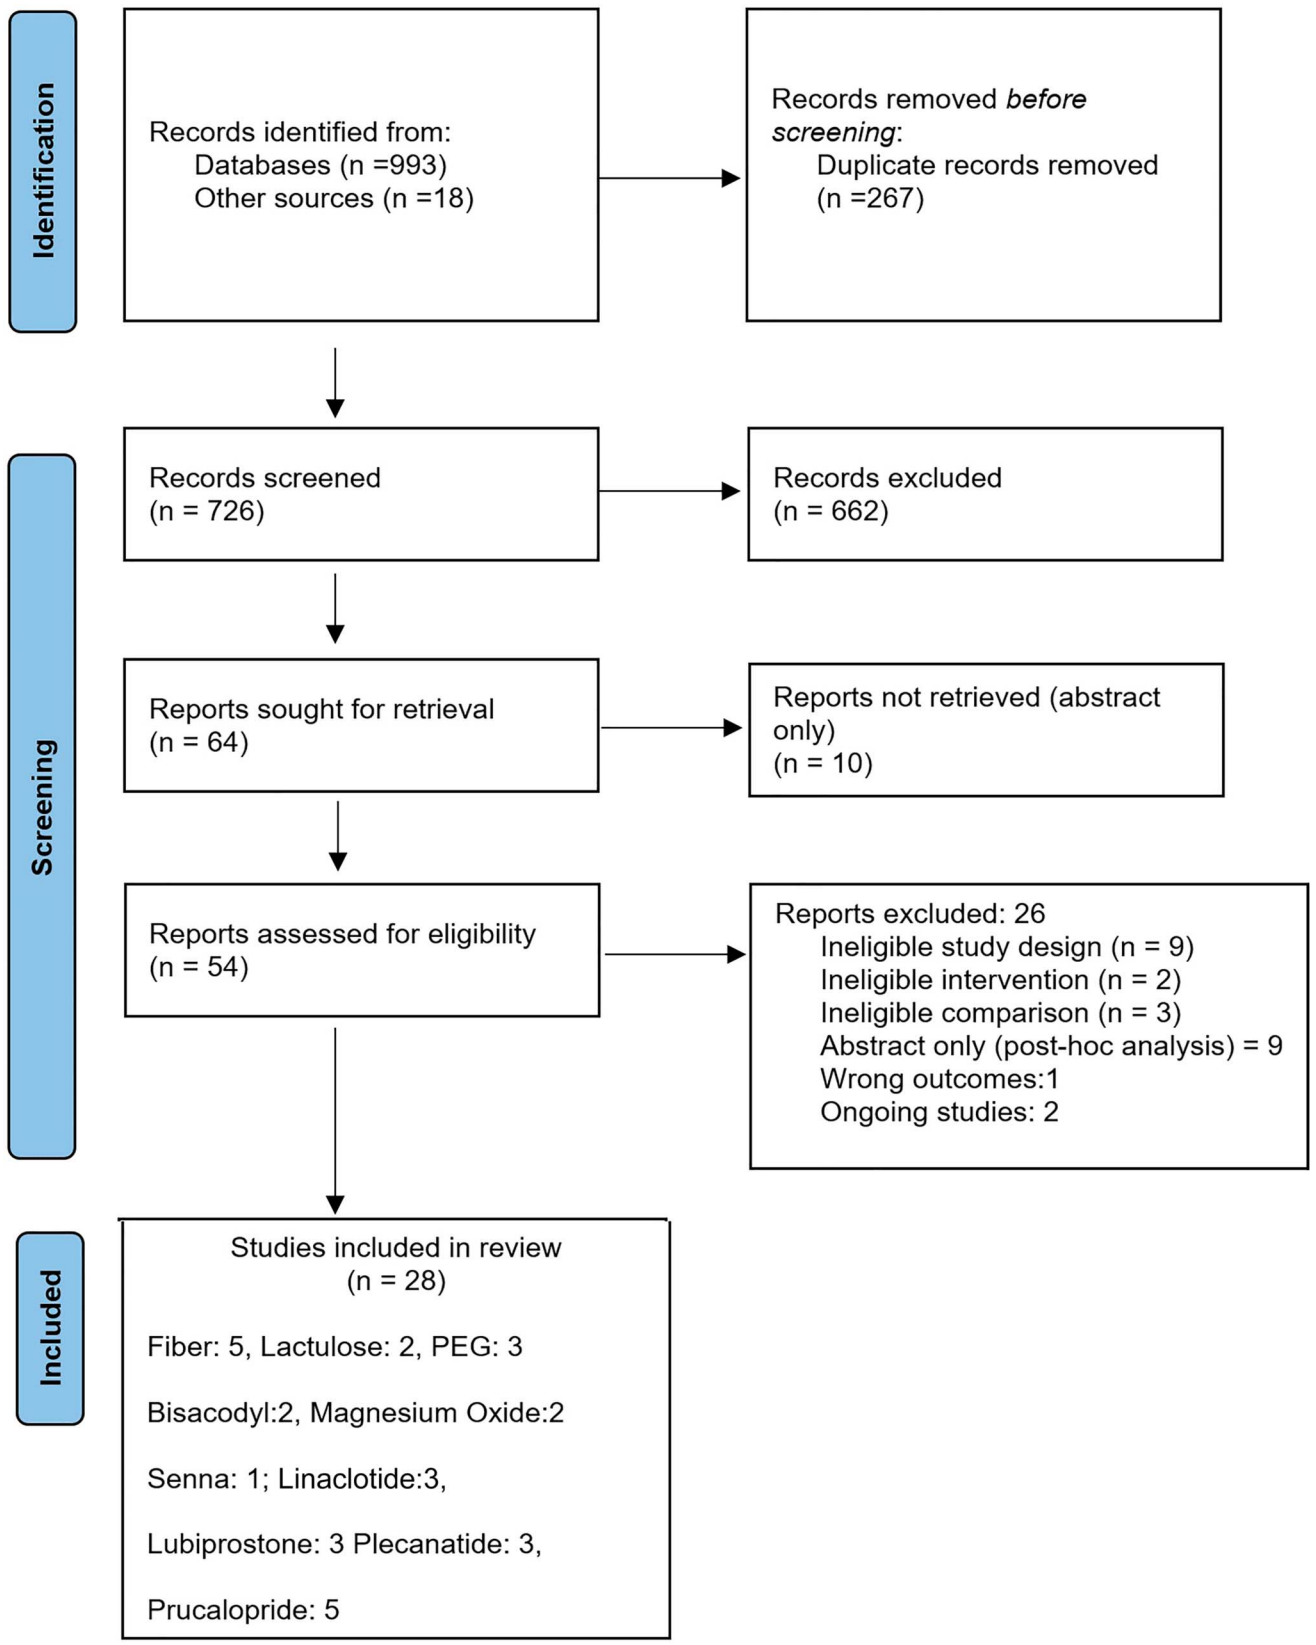 Identification
Records identified from:
Databases (n =993)
Other sources (n =18)
Records removed before
screening:
Duplicate records removed
(n =267)
Screening
Records screened
(n = 726)
Records excluded
(n = 662)
Reports sought for retrieval
(n = 64)
Reports not retrieved (abstract
only)
(n = 10)
Reports assessed for eligibility
(n = 54)
Reports excluded: 26
Ineligible study design (n = 9)
Ineligible intervention (n = 2)
Ineligible comparison (n = 3)
Abstract only (post-hoc analysis) = 9
Wrong outcomes:1
Ongoing studies: 2
Included
Studies included in review
(n = 28)
Fiber: 5, Lactulose: 2, PEG: 3
Bisacodyl:2, Magnesium Oxide:2
Senna: 1; Linaclotide:3,
Lubiprostone: 3 Plecanatide: 3,
Prucalopride: 5